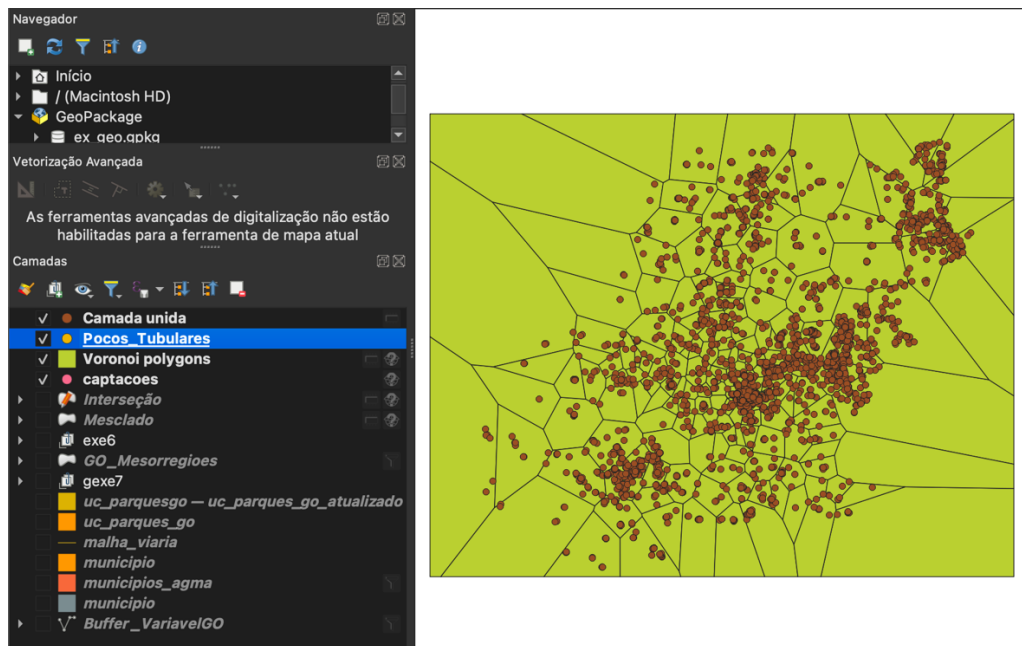 Navegador
Início
/ (Macintosh HD)
GeoPackage
ex_geo.gpkg
Vetorização Avançada
As ferramentas avançadas de digitalização não estão
habilitadas para a ferramenta de mapa atual
Camadas
Camada unida
Pocos_Tubulares
Voronoi polygons
captacoes
Interseção
Mesclado
exe6
GO_Mesorregioes
gexe7
uc_parquesgo — uc_parques_go_atualizado
uc_parques_go
malha_viaria
municipio
municipios_agma
municipio
Buffer_VariavelGO